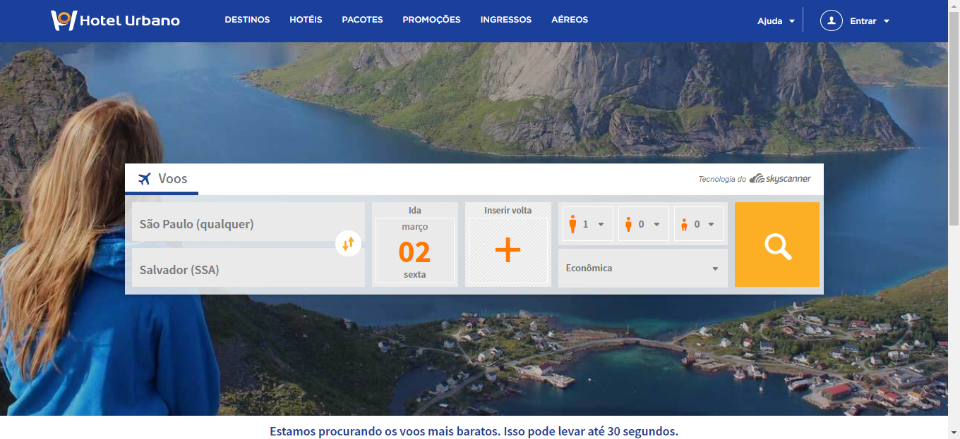 Hotel Urbano
DESTINOS HOTÉIS PACOTES PROMOÇÕES INGRESSOS AÉREOS
Ajuda Entrar
Voos
Tecnologia do skyscanner
São Paulo (qualquer)
Salvador (SSA)
Ida
março
02
sexta
Inserir volta
+
1 0 0
Econômica
Estamos procurando os voos mais baratos. Isso pode levar até 30 segundos.